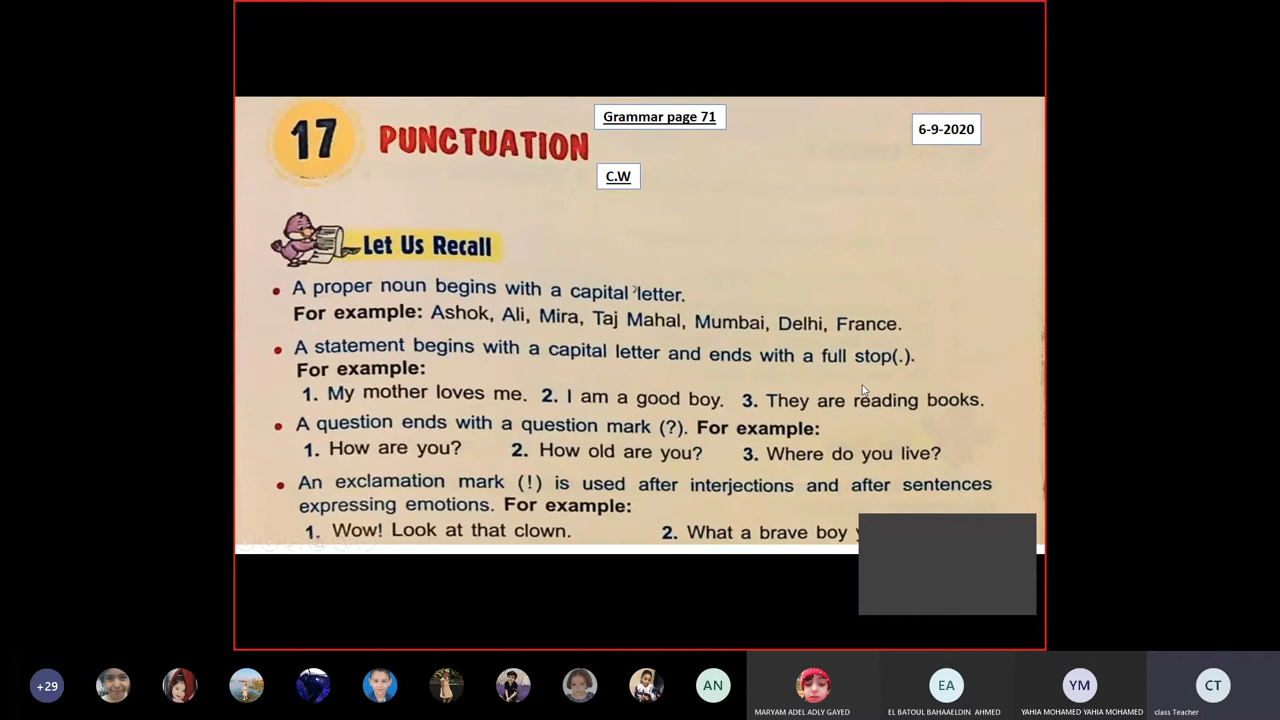 Grammar page 71
6-9-2020
17 PUNCTUATION
C.W
Let Us Recall
• A proper noun begins with a capital letter.
For example: Ashok, Ali, Mira, Taj Mahal, Mumbai, Delhi, France.
• A statement begins with a capital letter and ends with a full stop(.).
For example:
1. My mother loves me. 2. I am a good boy. 3. They are reading books.
• A question ends with a question mark (?). For example:
1. How are you? 2. How old are you? 3. Where do you live?
• An exclamation mark (!) is used after interjections and after sentences
expressing emotions. For example:
1. Wow! Look at that clown. 2. What a brave boy
+29 AN EA YM CT
MARYAM ADEL ADLY GAYED EL BATOUL BAHAAELDIN AHMED YAHIA MOHAMED YAHIA MOHAMED class Teacher